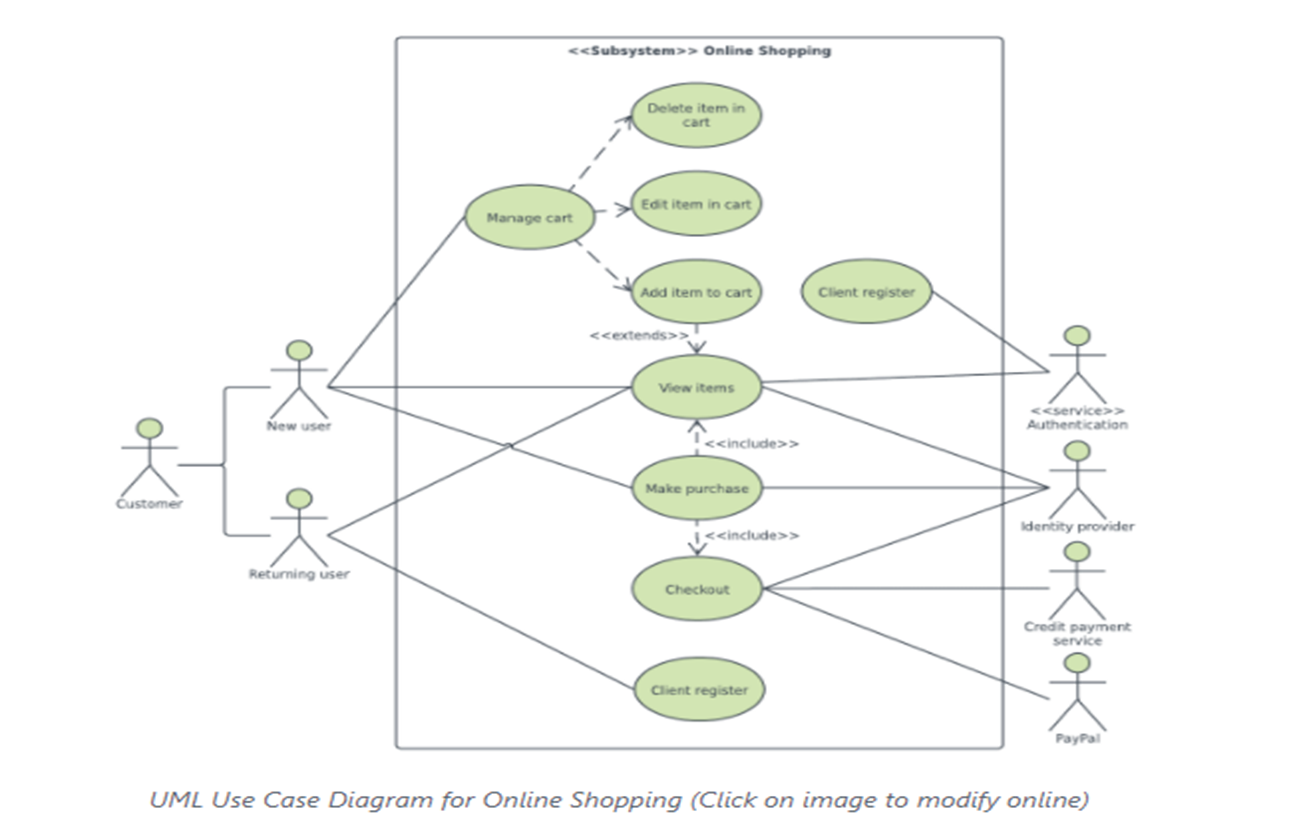 <<Subsystem>> Online Shopping
Delete item in
cart
Manage cart
Edit item in cart
Add item to cart
Client register
<<extends>>
New user
View items
<<service>>
Authentication
<<include>>
Customer
Make purchase
Identity provider
<<include>>
Returning user
Checkout
Credit payment
service
Client register
PayPal
UML Use Case Diagram for Online Shopping (Click on image to modify online)